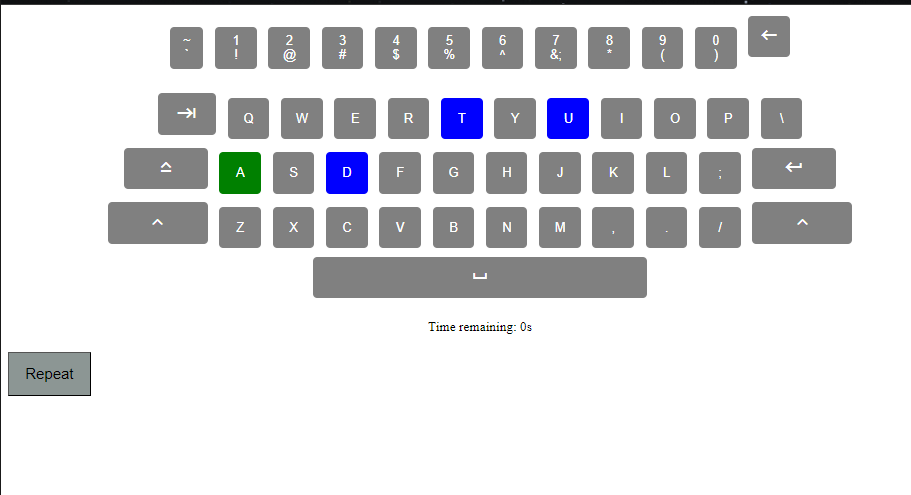 ~ 1 2 3 4 5 6 7 8 9 0 ←
` ! @ # $ % ^ &; * ( )
Q W E R T Y U I O P \
A S D F G H J K L ;
^ Z X C V B N M , . / ^
Time remaining: 0s
Repeat